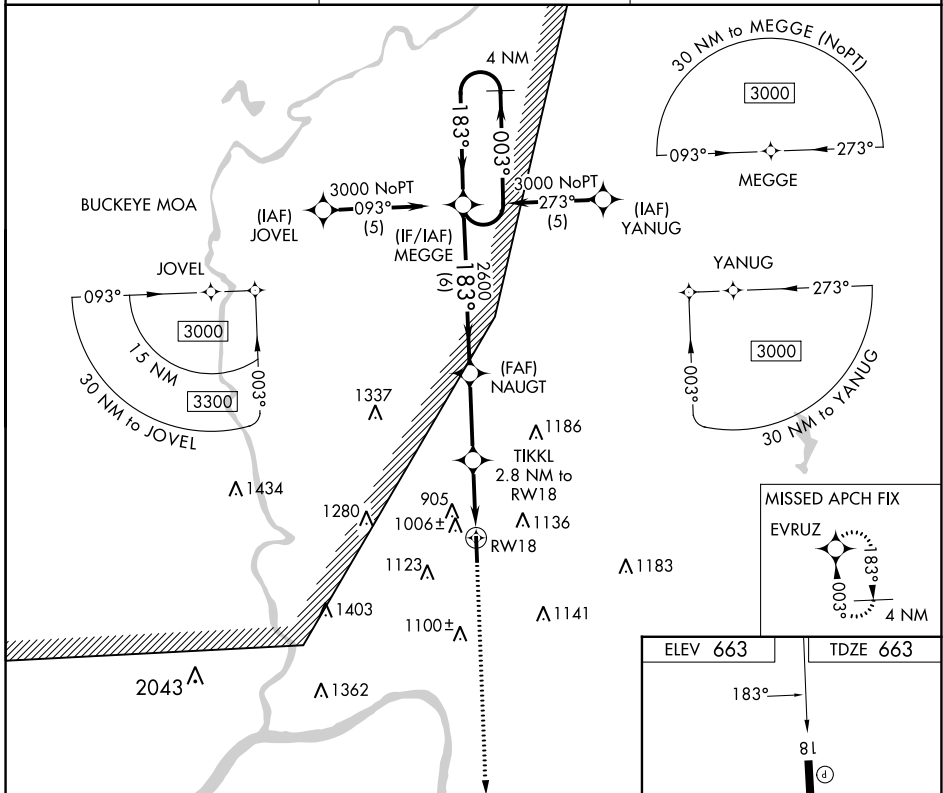 30 NM to MEGGE (NoPT)
3000
093°
273°
MEGGE
4 NM
183°
003°
BUCKEYE MOA
(IAF)
JOVEL
3000 NoPT
093°
(5)
(IF/IAF)
MEGGE
3000 NoPT
273°
(5)
(IAF)
YANUG
2600
183°
(6)
JOVEL
093°
3000
15 NM
3300
30 NM to JOVEL
003°
YANUG
273°
3000
003°
30 NM to YANUG
(FAF)
NAUGT
1337
1186
TIKKL
2.8 NM to
RW18
1434
1280
905
1006±
1136
RW18
1123
1183
1403
1141
1100±
2043
1362
MISSED APCH FIX
EVRUZ
183°
003°
4 NM
ELEV 663
TDZE 663
183°
18
P